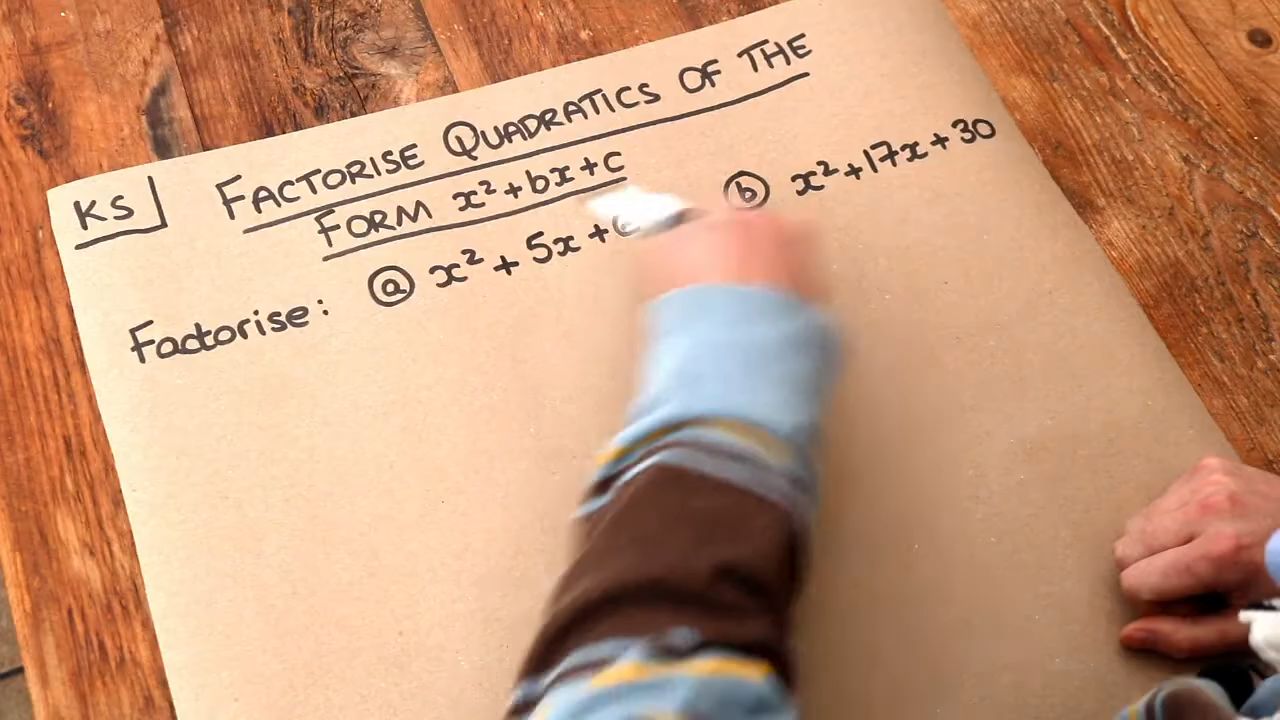 KS
FACTORISE QUADRATICS OF THE
FORM x²+bx+c
Factorise: ⓐ x² + 5x +
ⓑ x²+17x+30